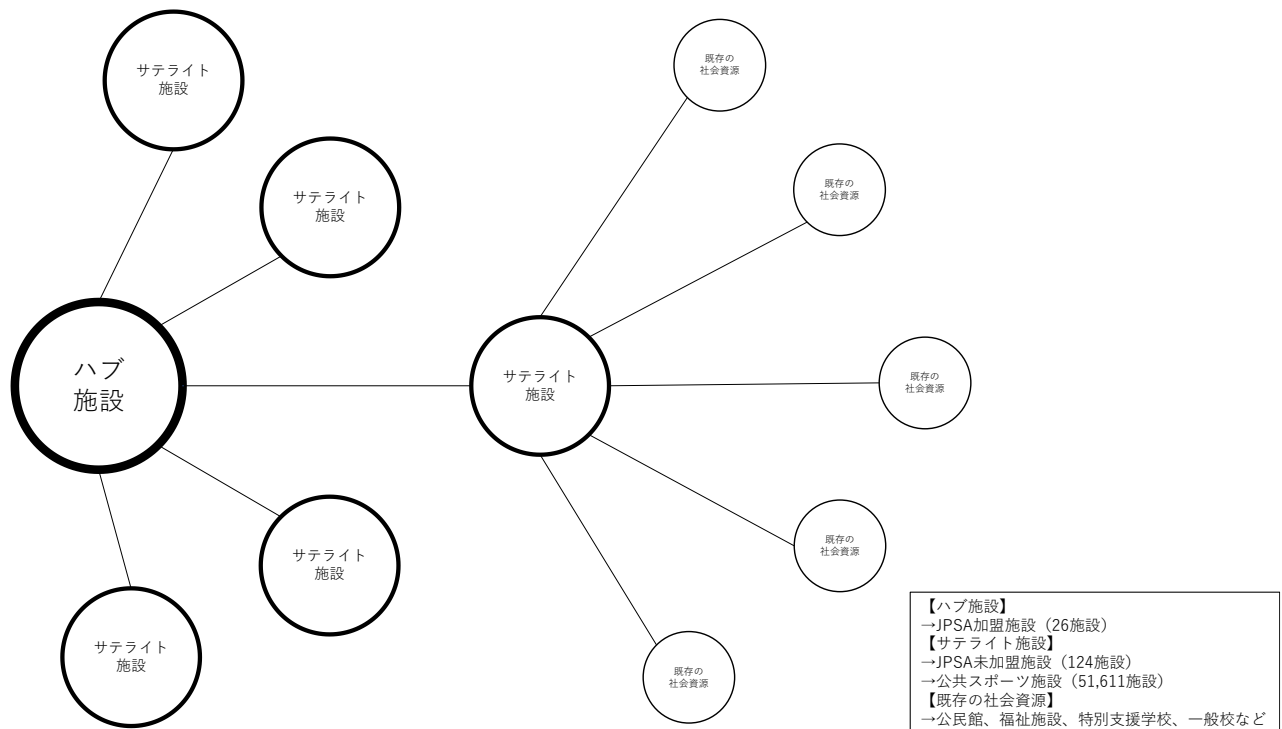 サテライト
施設
サテライト
施設
ハブ
施設
サテライト
施設
サテライト
施設
サテライト
施設
既存の
社会資源
既存の
社会資源
既存の
社会資源
既存の
社会資源
既存の
社会資源
【ハブ施設】
→JPSA加盟施設（26施設）
【サテライト施設】
→JPSA未加盟施設（124施設）
→公共スポーツ施設（51,611施設）
【既存の社会資源】
→公民館、福祉施設、特別支援学校、一般校など